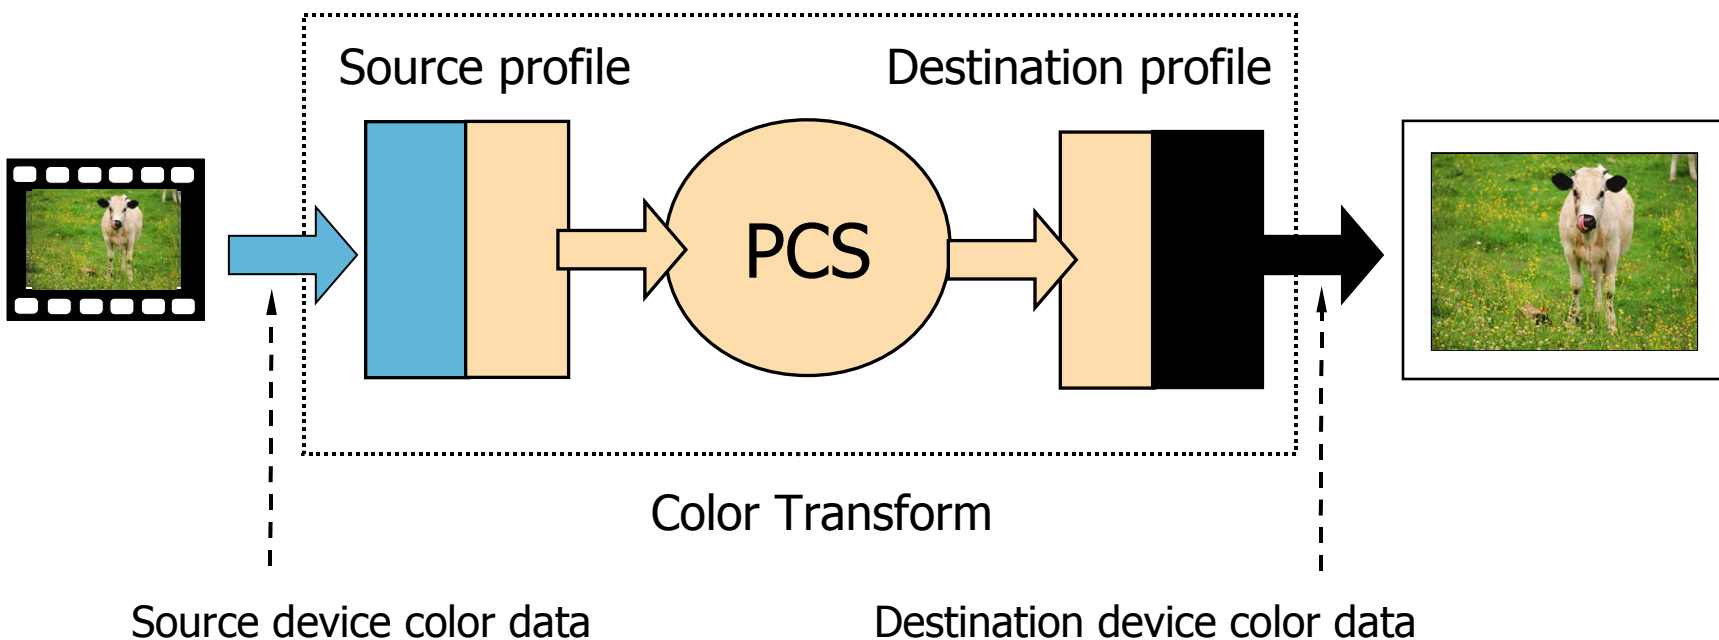 Source profile
Destination profile
PCS
Color Transform
Source device color data
Destination device color data